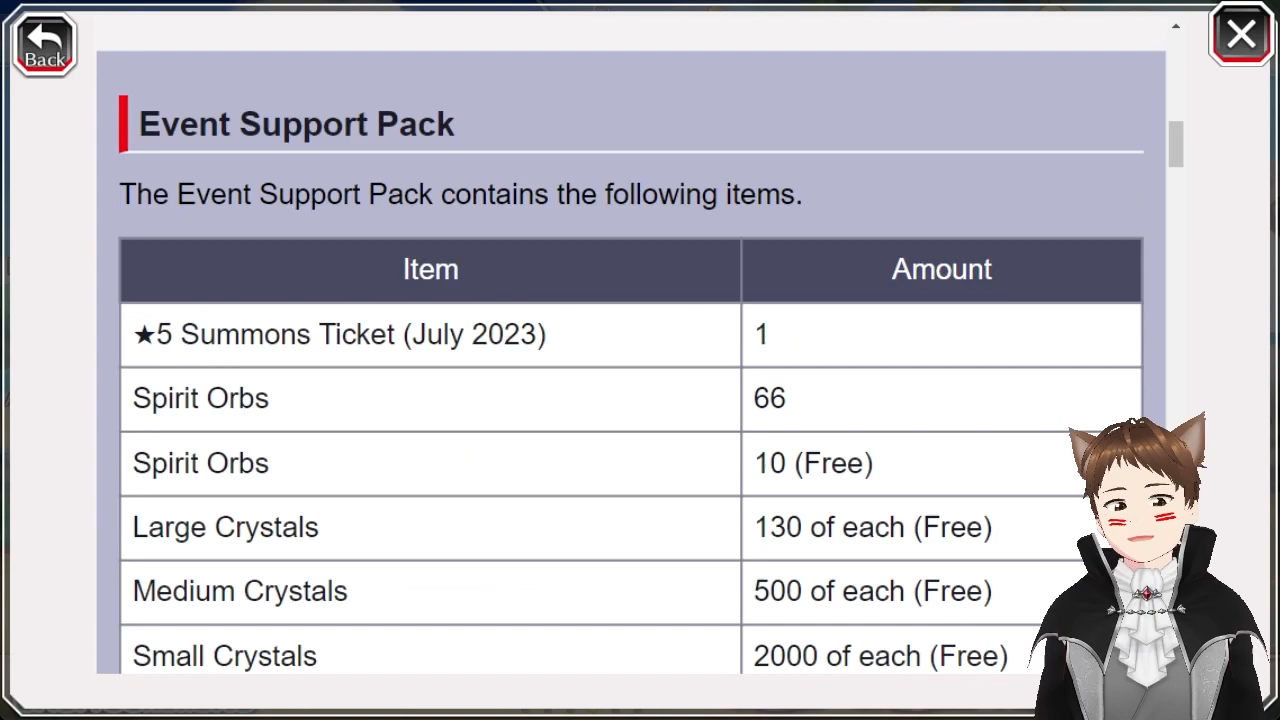 Back
Event Support Pack
The Event Support Pack contains the following items.
Item Amount
★5 Summons Ticket (July 2023) 1
Spirit Orbs 66
Spirit Orbs 10 (Free)
Large Crystals 130 of each (Free)
Medium Crystals 500 of each (Free)
Small Crystals 2000 of each (Free)